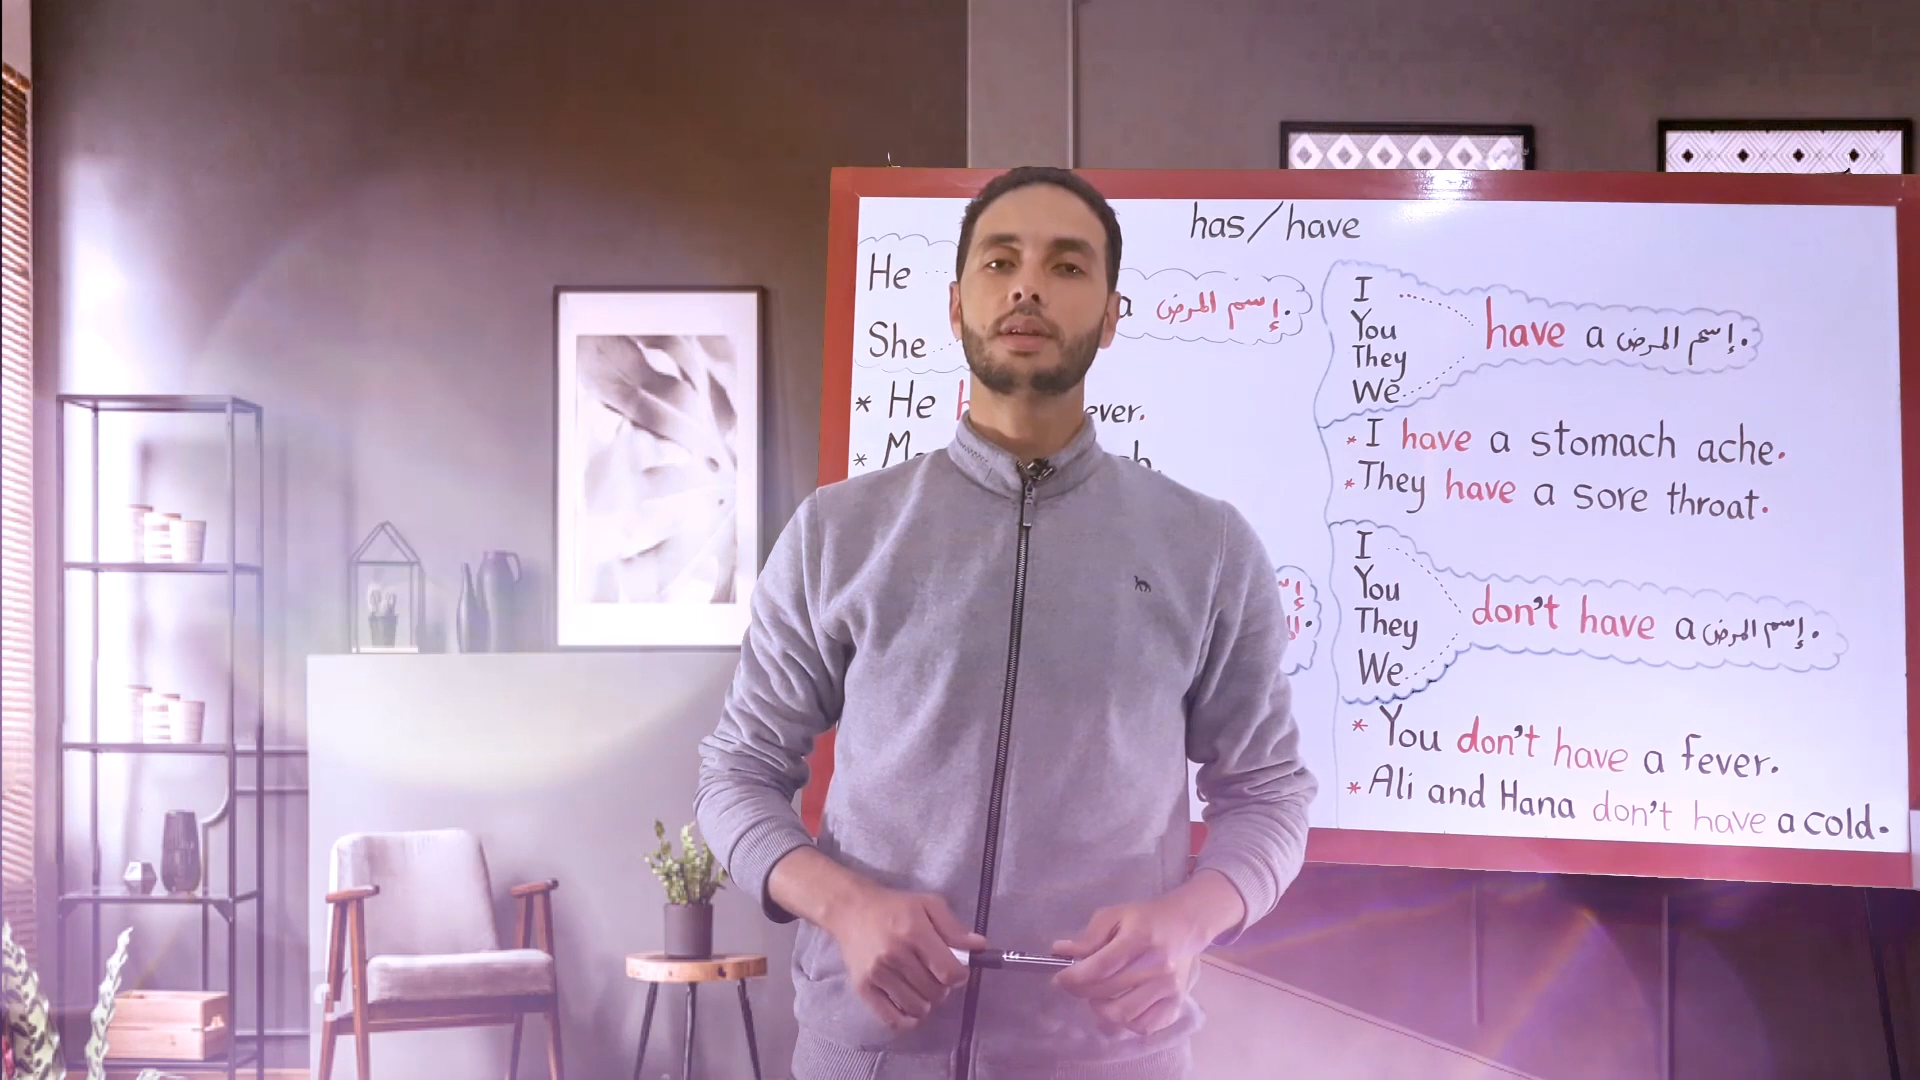 has/have
He
She
a إسم المرض.
* He
* 
I
You
They
We
have a إسم المرض.
* I have a stomach ache.
* They have a sore throat.
I
You
They
We
don't have a إسم المرض.
* You don't have a fever.
* Ali and Hana don't have a cold.